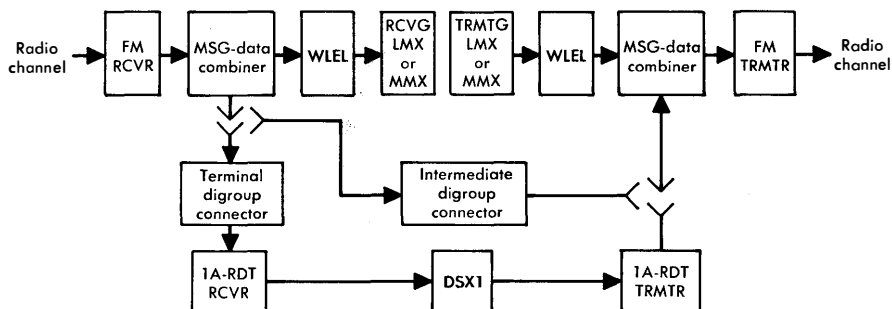 Radio
channel
FM
RCVR
MSG-data
combiner
WLEL
RCVG
LMX
or
MMX
TRMTG
LMX
or
MMX
WLEL
MSG-data
combiner
FM
TRMTR
Radio
channel
Terminal
digroup
connector
Intermediate
digroup
connector
1A-RDT
RCVR
DSX1
1A-RDT
TRMTR